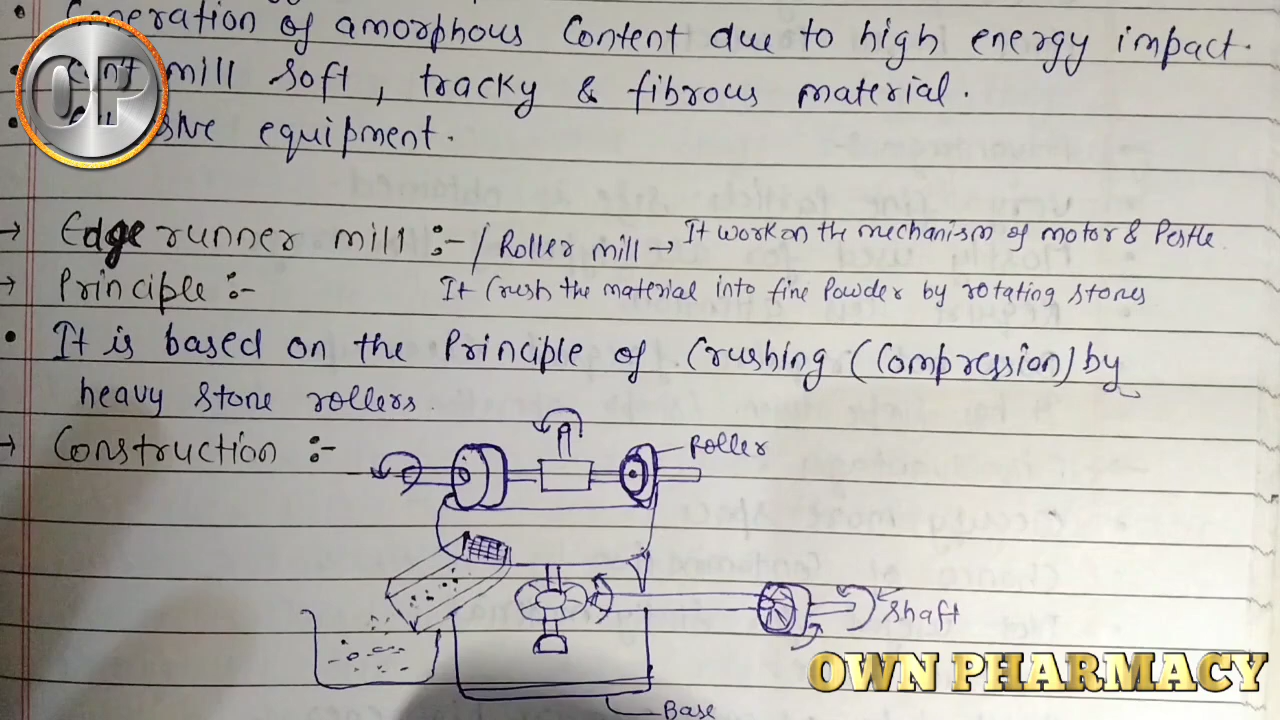 Generation of amorphous Content due to high energy impact.
OP
Can't mill soft, tracky & fibrous material.
equipment.
→ Edge runner mill :- / Roller mill → It work on the mechanism of motor & Pestle.
→ Principle :- It Crush the material into fine Powder by rotating stones
• It is based on the Principle of Crushing (Compression) by
heavy stone rollers.
→ Construction :-
Roller
Shaft
OWN PHARMACY
Base